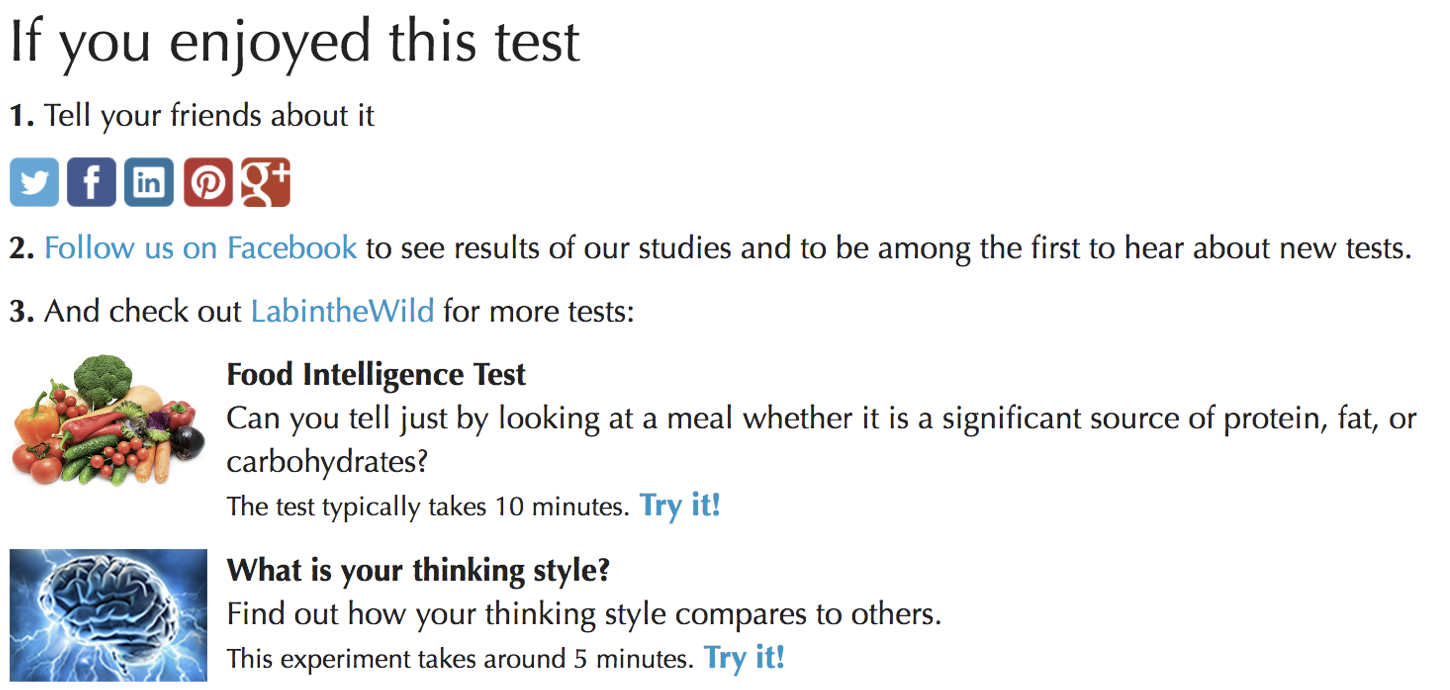 If you enjoyed this test
1. Tell your friends about it
f in g+
2. Follow us on Facebook to see results of our studies and to be among the first to hear about new tests.
3. And check out LabintheWild for more tests:
Food Intelligence Test
Can you tell just by looking at a meal whether it is a significant source of protein, fat, or
carbohydrates?
The test typically takes 10 minutes. Try it!
What is your thinking style?
Find out how your thinking style compares to others.
This experiment takes around 5 minutes. Try it!